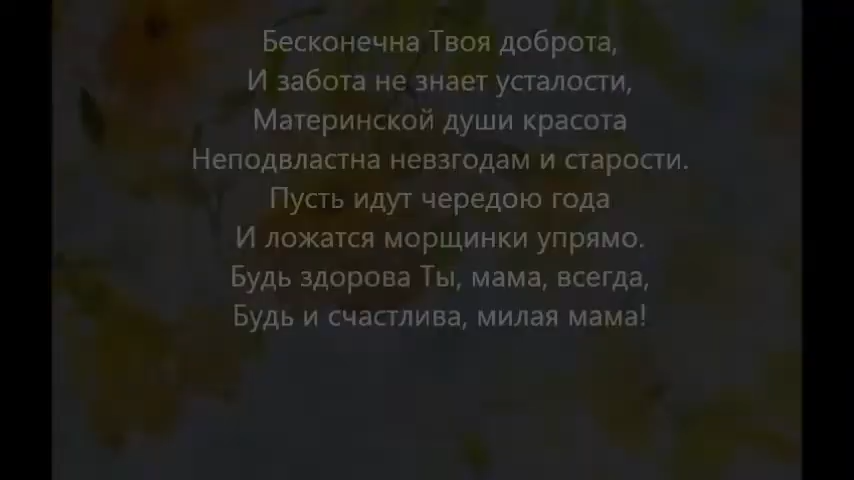 Бесконечна Твоя доброта,
И забота не знает усталости,
Материнской души красота
Неподвластна невзгодам и старости.
Пусть идут чередою года
И ложатся морщинки упрямо.
Будь здорова Ты, мама, всегда,
Будь и счастлива, милая мама!